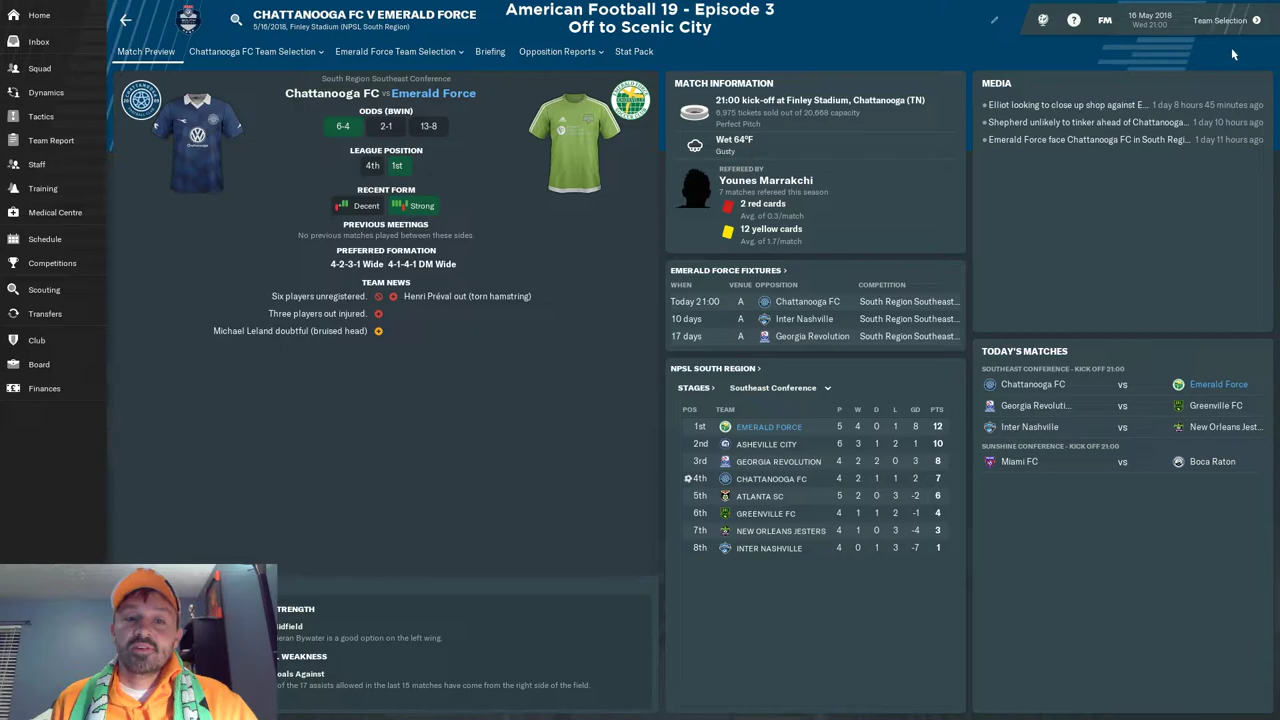 Home
Inbox
Squad
Dynamics
Tactics
Team Report
Staff
Training
Medical Centre
Schedule
Competitions
Scouting
Transfers
Club
Board
Finances
CHATTANOOGA FC V EMERALD FORCE
5/16/2018, Finley Stadium (NPSL South Region)
American Football 19 - Episode 3
Off to Scenic City
FM
16 May 2018
Wed 21:00
Team Selection
Match Preview
Chattanooga FC Team Selection
Emerald Force Team Selection
Briefing
Opposition Reports
Stat Pack
South Region Southeast Conference
Chattanooga FC vs Emerald Force
ODDS (BWIN)
6-4 2-1 13-8
LEAGUE POSITION
4th 1st
RECENT FORM
Decent Strong
PREVIOUS MEETINGS
No previous matches played between these sides.
PREFERRED FORMATION
4-2-3-1 Wide 4-1-4-1 DM Wide
TEAM NEWS
Six players unregistered. Henri Préval out (torn hamstring)
Three players out injured.
Michael Leland doubtful (bruised head)
TRENGTH
idfield
ieran Bywater is a good option on the left wing.
WEAKNESS
oals Against
of the 17 assists allowed in the last 15 matches have come from the right side of the field.
MATCH INFORMATION
21:00 kick-off at Finley Stadium, Chattanooga (TN)
6,975 tickets sold out of 20,668 capacity
Perfect Pitch
Wet 64°F
Gusty
REFEREED BY
Younes Marrakchi
7 matches refereed this season
2 red cards
Avg. of 0.3/match
12 yellow cards
Avg. of 1.7/match
EMERALD FORCE FIXTURES >
WHEN VENUE OPPOSITION COMPETITION
Today 21:00 A Chattanooga FC South Region Southeast...
10 days A Inter Nashville South Region Southeast...
17 days A Georgia Revolution South Region Southeast...
NPSL SOUTH REGION >
STAGES > Southeast Conference
POS TEAM P W D L GD PTS
1st EMERALD FORCE 5 4 0 1 8 12
2nd ASHEVILLE CITY 6 3 1 2 1 10
3rd GEORGIA REVOLUTION 4 2 2 0 3 8
4th CHATTANOOGA FC 4 2 1 1 2 7
5th ATLANTA SC 5 2 0 3 -2 6
6th GREENVILLE FC 4 1 1 2 -1 4
7th NEW ORLEANS JESTERS 4 1 0 3 -4 3
8th INTER NASHVILLE 4 0 1 3 -7 1
MEDIA
Elliot looking to close up shop against E... 1 day 8 hours 45 minutes ago
Shepherd unlikely to tinker ahead of Chattanooga... 1 day 10 hours ago
Emerald Force face Chattanooga FC in South Regi... 1 day 11 hours ago
TODAY'S MATCHES
SOUTHEAST CONFERENCE - KICK OFF 21:00
Chattanooga FC vs Emerald Force
Georgia Revoluti... vs Greenville FC
Inter Nashville vs New Orleans Jest...
SUNSHINE CONFERENCE - KICK OFF 21:00
Miami FC vs Boca Raton